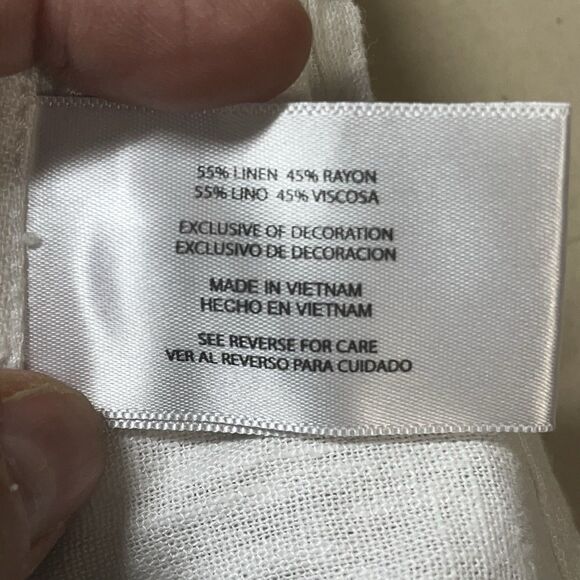 55% LINEN 45% RAYON
55% LINO 45% VISCOSA
EXCLUSIVE OF DECORATION
EXCLUSIVO DE DECORACION
MADE IN VIETNAM
HECHO EN VIETNAM
SEE REVERSE FOR CARE
VER AL REVERSO PARA CUIDADO